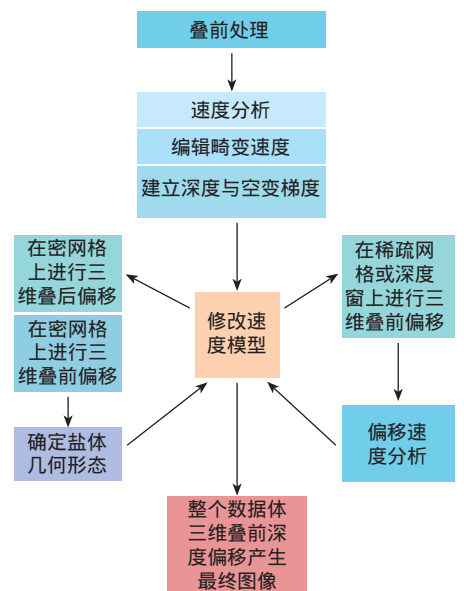 叠前处理
速度分析
编辑畸变速度
建立深度与空变梯度
在密网格
上进行三
维叠后偏移
在密网格
上进行三
维叠前偏移
确定盐体
几何形态
修改速
度模型
在稀疏网
格或深度
窗上进行三
维叠前偏移
偏移速
度分析
整个数据体
三维叠前深
度偏移产生
最终图像